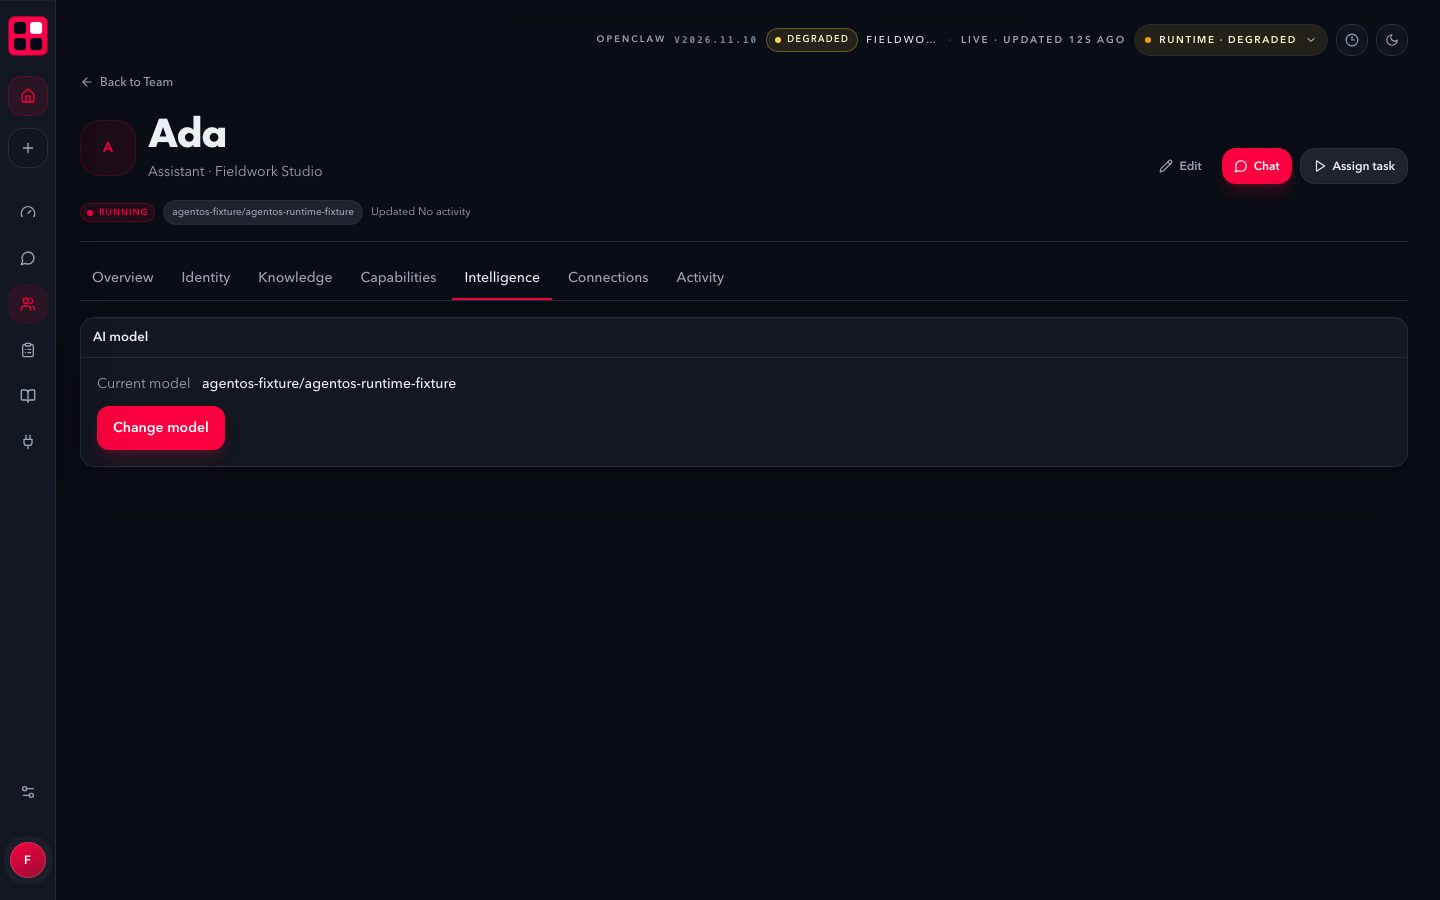 OPENCLAW V2026.11.10 DEGRADED FIELDWO... · LIVE · UPDATED 12S AGO RUNTIME · DEGRADED
Back to Team
A
Ada
Assistant · Fieldwork Studio
Edit Chat Assign task
RUNNING agentos-fixture/agentos-runtime-fixture Updated No activity
Overview Identity Knowledge Capabilities Intelligence Connections Activity
AI model
Current model agentos-fixture/agentos-runtime-fixture
Change model
F